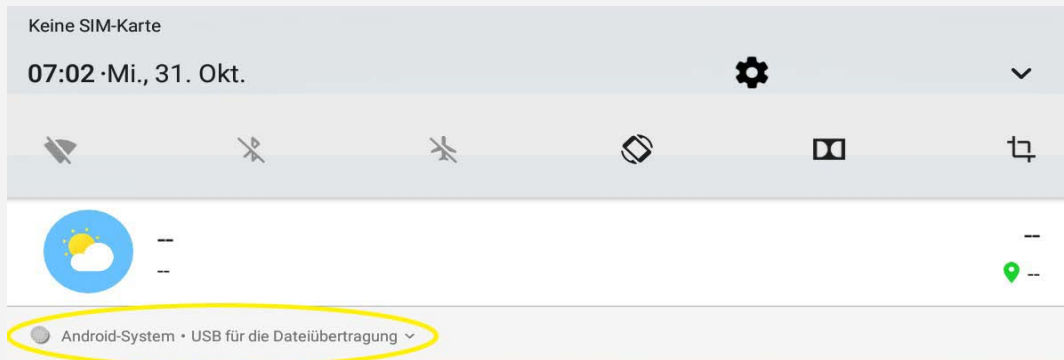 Keine SIM-Karte
07:02 ·Mi., 31. Okt.
--
--
--
--
Android-System • USB für die Dateiübertragung